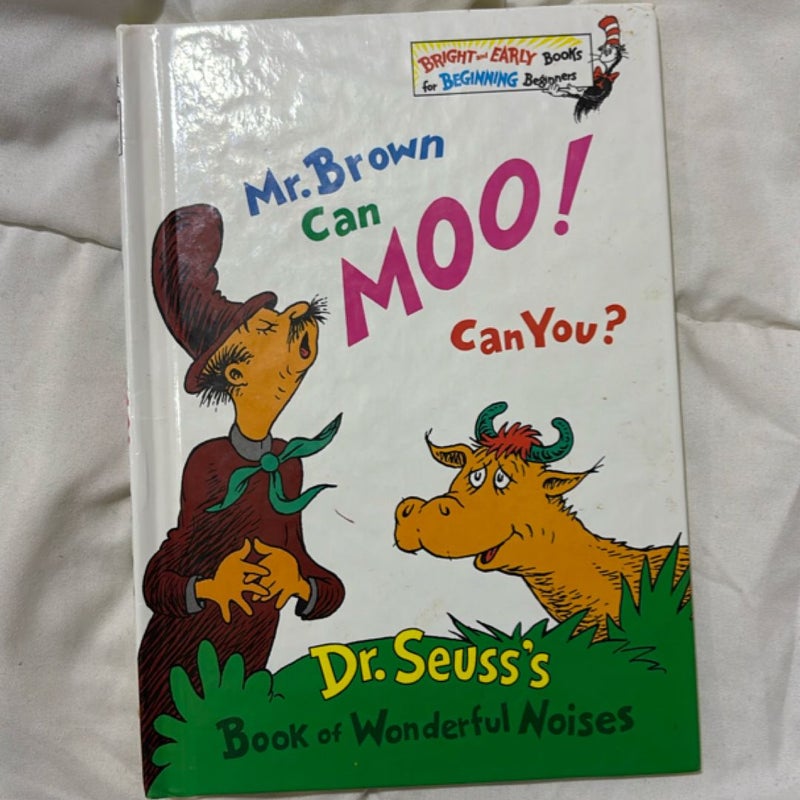 BRIGHT and EARLY BOOKS
for BEGINNING Beginners
Mr. Brown
Can
MOO!
Can You?
Dr. Seuss's
Book of Wonderful Noises